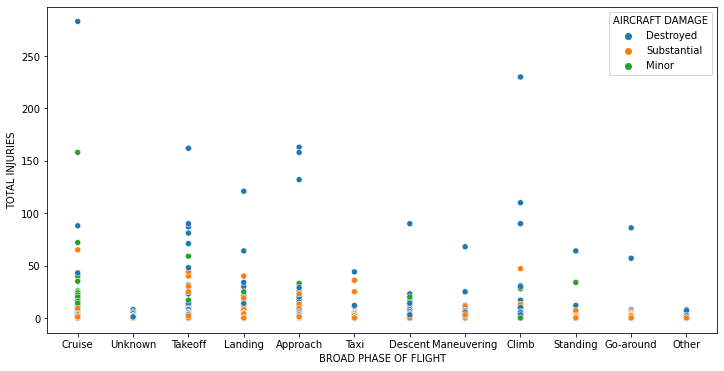 AIRCRAFT DAMAGE
Destroyed
Substantial
Minor
TOTAL INJURIES
250
200
150
100
50
0
Cruise Unknown Takeoff Landing Approach Taxi Descent Maneuvering Climb Standing Go-around Other
BROAD PHASE OF FLIGHT